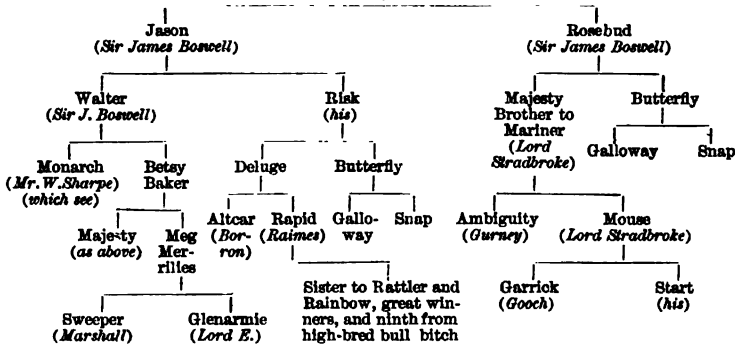 Jason
(Sir James Boswell)
Rosebud
(Sir James Boswell)
Walter
(Sir J. Boswell)
Risk
(his)
Majesty
Brother to
Mariner
(Lord
Stradbroke)
Butterfly
Galloway
Snap
Monarch
(Mr. W. Sharpe)
(which see)
Betsy
Baker
Deluge
Butterfly
Majesty
(as above)
Meg
Mer-
rilies
Altcar
(Bor-
ron)
Rapid
(Raimes)
Gallo-
way
Snap
Ambiguity
(Gurney)
Mouse
(Lord Stradbroke)
Sweeper
(Marshall)
Glenarmie
(Lord E.)
Sister to Rattler and
Rainbow, great win-
ners, and ninth from
high-bred bull bitch
Garrick
(Gooch)
Start
(his)